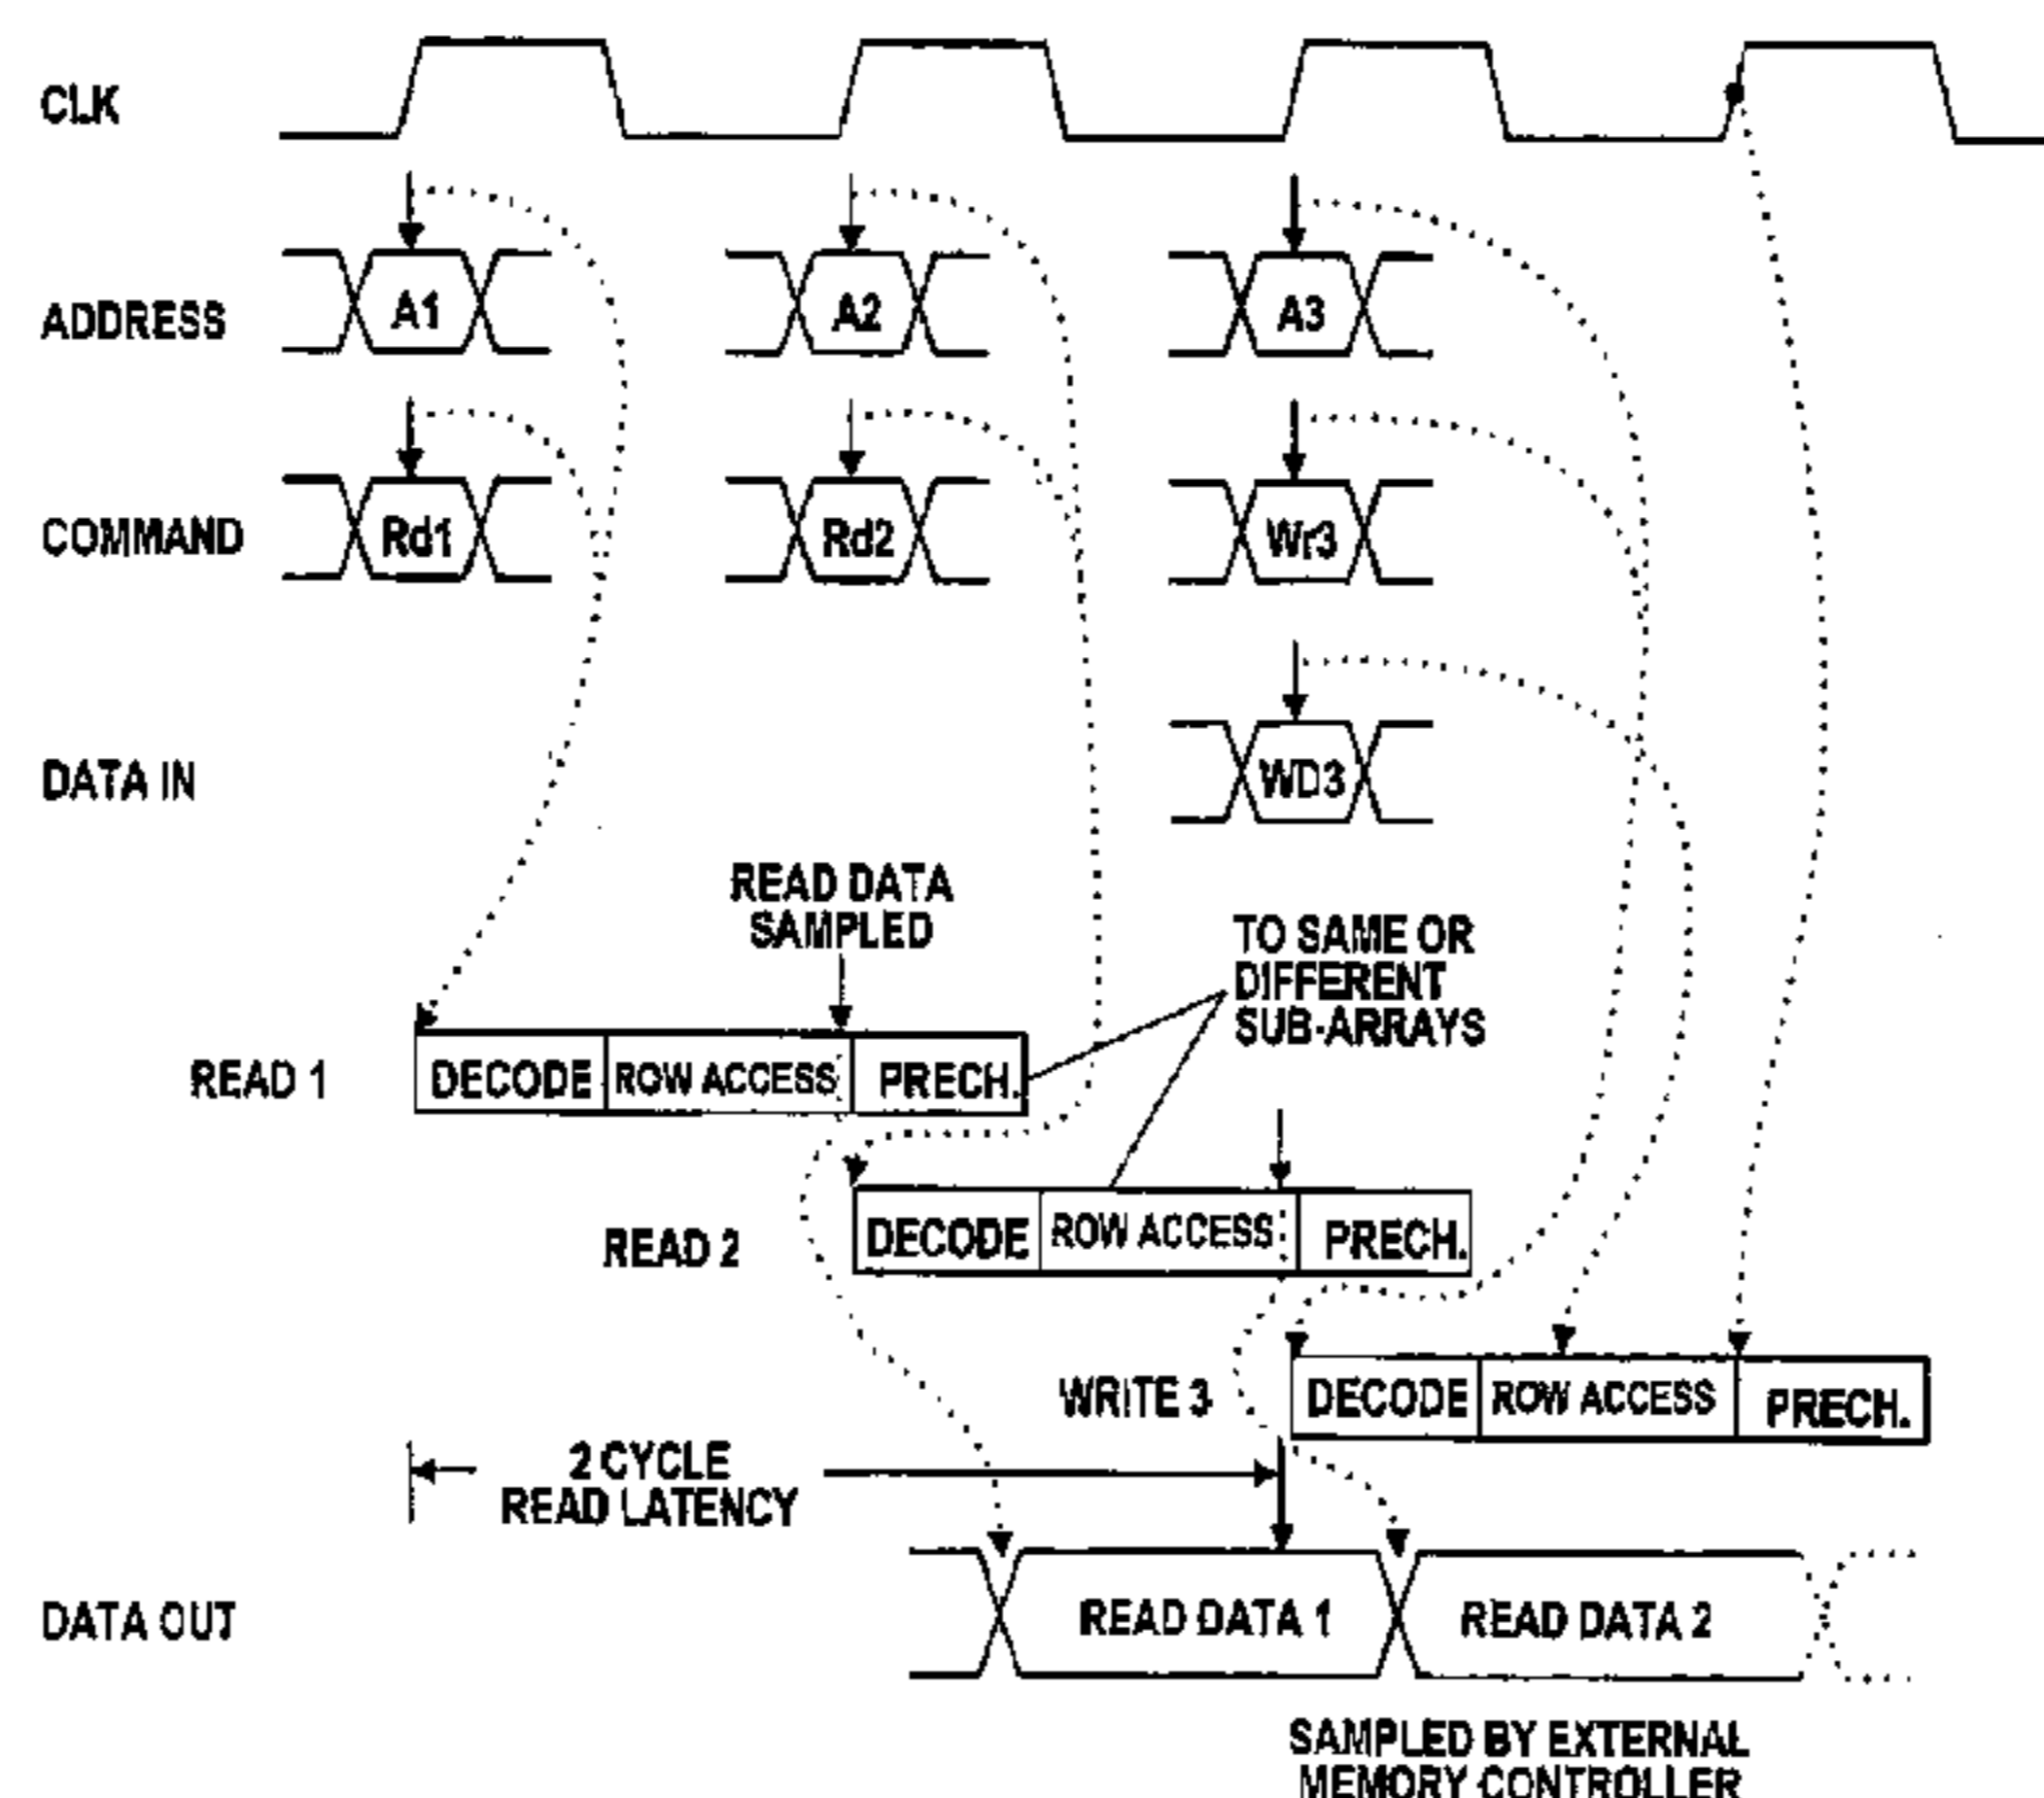 CLK
ADDRESS
A1
A2
A3
COMMAND
Rd1
Rd2
Wr3
DATA IN
WD3
READ DATA
SAMPLED
TO SAME OR
DIFFERENT
SUB-ARRAYS
READ 1
DECODE
ROW ACCESS
PRECH.
READ 2
DECODE
ROW ACCESS
PRECH.
WRITE 3
DECODE
ROW ACCESS
PRECH.
2 CYCLE
READ LATENCY
DATA OUT
READ DATA 1
READ DATA 2
SAMPLED BY EXTERNAL
MEMORY CONTROLLER